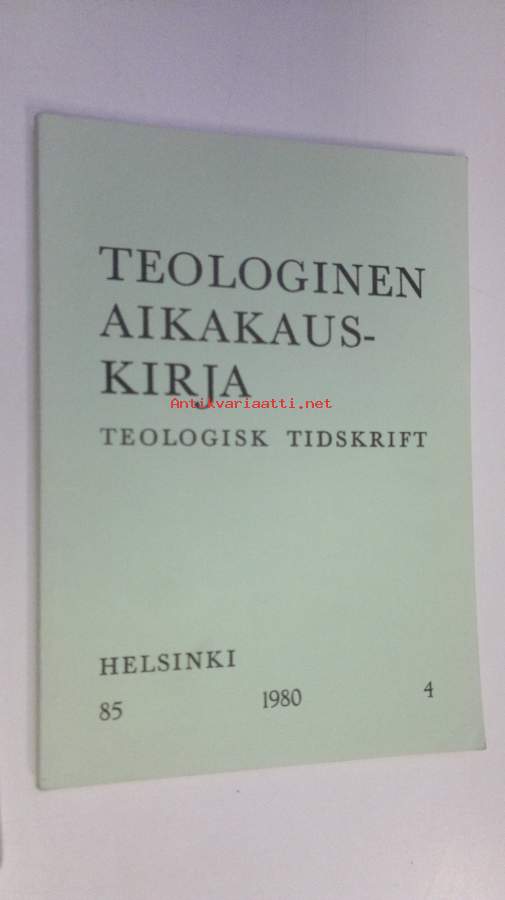 TEOLOGINEN
AIKAKAUS-
KIRJA
Antikvariaatti.net
TEOLOGISK TIDSKRIFT
HELSINKI
85 1980 4